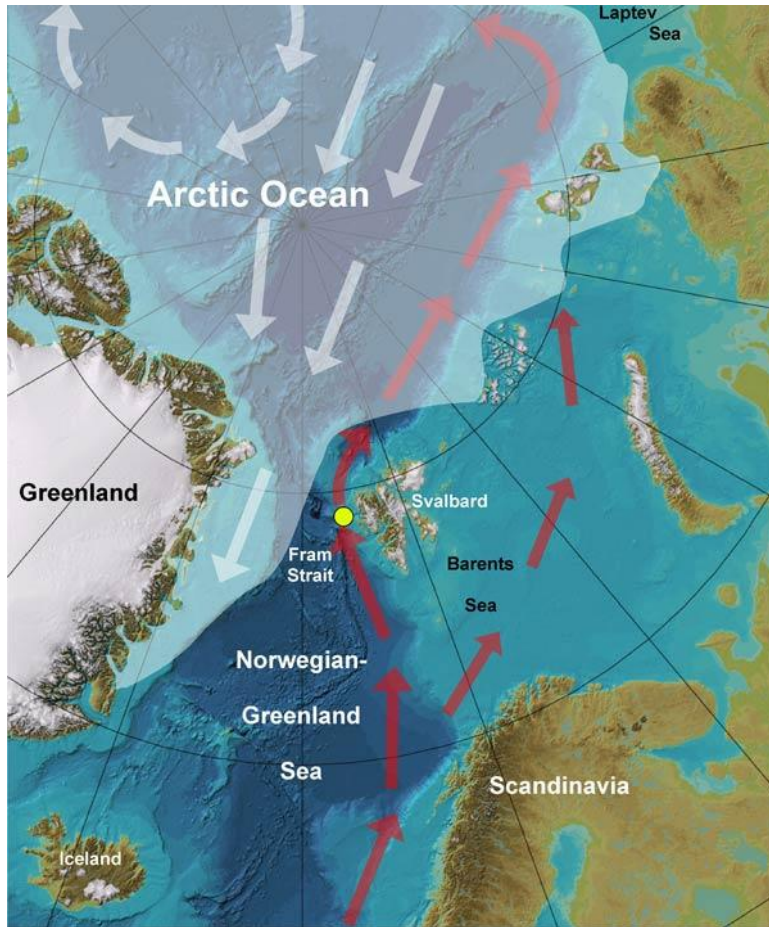 Laptev
Sea
Arctic Ocean
Greenland
Svalbard
Fram
Strait
Barents
Sea
Norwegian-
Greenland
Sea
Scandinavia
Iceland